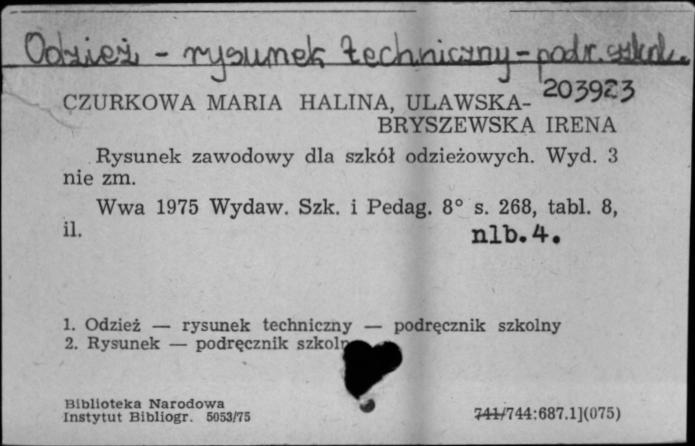 Odzież - rysunek techniczny - podr. szkol.
203923
CZURKOWA MARIA HALINA, ULAWSKA-
BRYSZEWSKA IRENA
Rysunek zawodowy dla szkół odzieżowych. Wyd. 3
nie zm.
Wwa 1975 Wydaw. Szk. i Pedag. 8° s. 268, tabl. 8,
il.
nlb. 4.
1. Odzież — rysunek techniczny — podręcznik szkolny
2. Rysunek — podręcznik szkoln
Biblioteka Narodowa
Instytut Bibliogr. 5053/75
741/744:687.1](075)